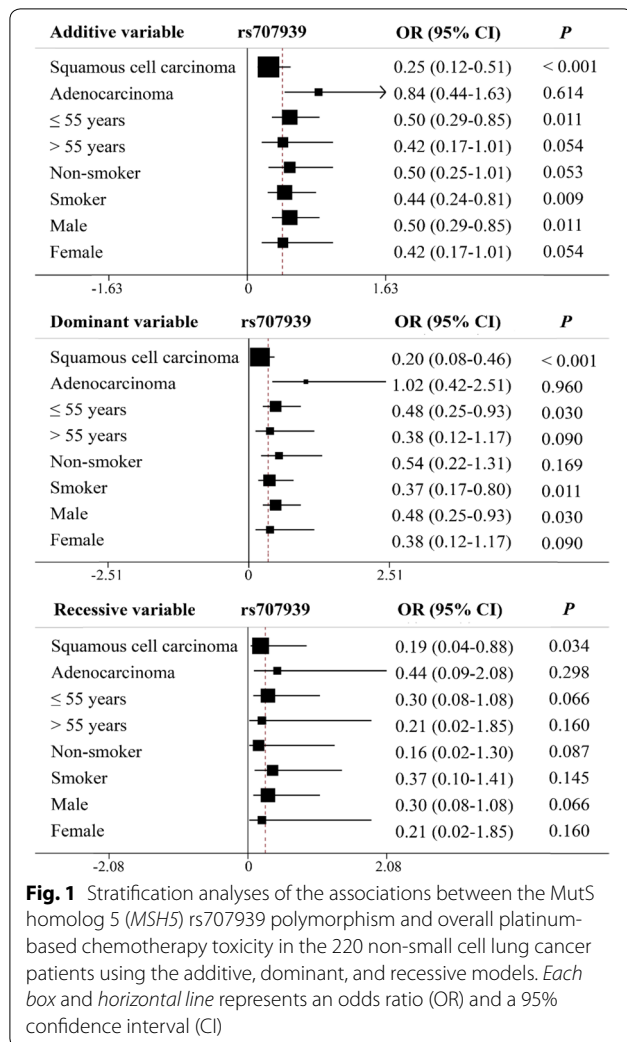 Additive variable rs707939 OR (95% CI) P
Squamous cell carcinoma 0.25 (0.12-0.51) < 0.001
Adenocarcinoma 0.84 (0.44-1.63) 0.614
≤ 55 years 0.50 (0.29-0.85) 0.011
> 55 years 0.42 (0.17-1.01) 0.054
Non-smoker 0.50 (0.25-1.01) 0.053
Smoker 0.44 (0.24-0.81) 0.009
Male 0.50 (0.29-0.85) 0.011
Female 0.42 (0.17-1.01) 0.054
-1.63 0 1.63
Dominant variable rs707939 OR (95% CI) P
Squamous cell carcinoma 0.20 (0.08-0.46) < 0.001
Adenocarcinoma 1.02 (0.42-2.51) 0.960
≤ 55 years 0.48 (0.25-0.93) 0.030
> 55 years 0.38 (0.12-1.17) 0.090
Non-smoker 0.54 (0.22-1.31) 0.169
Smoker 0.37 (0.17-0.80) 0.011
Male 0.48 (0.25-0.93) 0.030
Female 0.38 (0.12-1.17) 0.090
-2.51 0 2.51
Recessive variable rs707939 OR (95% CI) P
Squamous cell carcinoma 0.19 (0.04-0.88) 0.034
Adenocarcinoma 0.44 (0.09-2.08) 0.298
≤ 55 years 0.30 (0.08-1.08) 0.066
> 55 years 0.21 (0.02-1.85) 0.160
Non-smoker 0.16 (0.02-1.30) 0.087
Smoker 0.37 (0.10-1.41) 0.145
Male 0.30 (0.08-1.08) 0.066
Female 0.21 (0.02-1.85) 0.160
-2.08 0 2.08
Fig. 1 Stratification analyses of the associations between the MutS
homolog 5 (MSH5) rs707939 polymorphism and overall platinum-
based chemotherapy toxicity in the 220 non-small cell lung cancer
patients using the additive, dominant, and recessive models. Each
box and horizontal line represents an odds ratio (OR) and a 95%
confidence interval (CI)